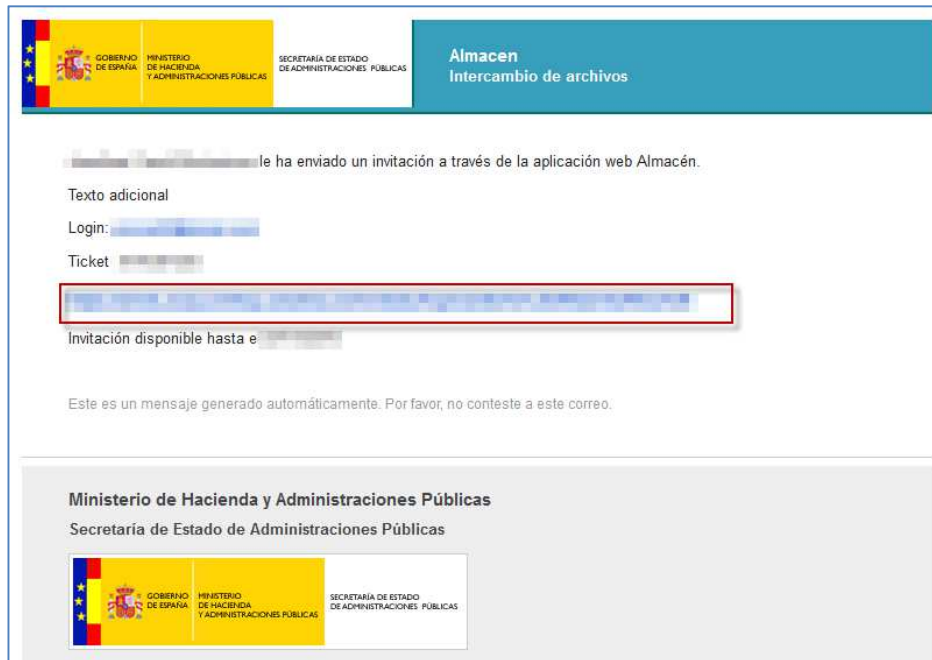 GOBIERNO
DE ESPAÑA
MINISTERIO
DE HACIENDA
Y ADMINISTRACIONES PÚBLICAS
SECRETARÍA DE ESTADO
DE ADMINISTRACIONES PÚBLICAS
Almacen
Intercambio de archivos
le ha enviado un invitación a través de la aplicación web Almacén.
Texto adicional
Login:
Ticket
Invitación disponible hasta e
Este es un mensaje generado automáticamente. Por favor, no conteste a este correo.
Ministerio de Hacienda y Administraciones Públicas
Secretaría de Estado de Administraciones Públicas
GOBIERNO
DE ESPAÑA
MINISTERIO
DE HACIENDA
Y ADMINISTRACIONES PÚBLICAS
SECRETARÍA DE ESTADO
DE ADMINISTRACIONES PÚBLICAS